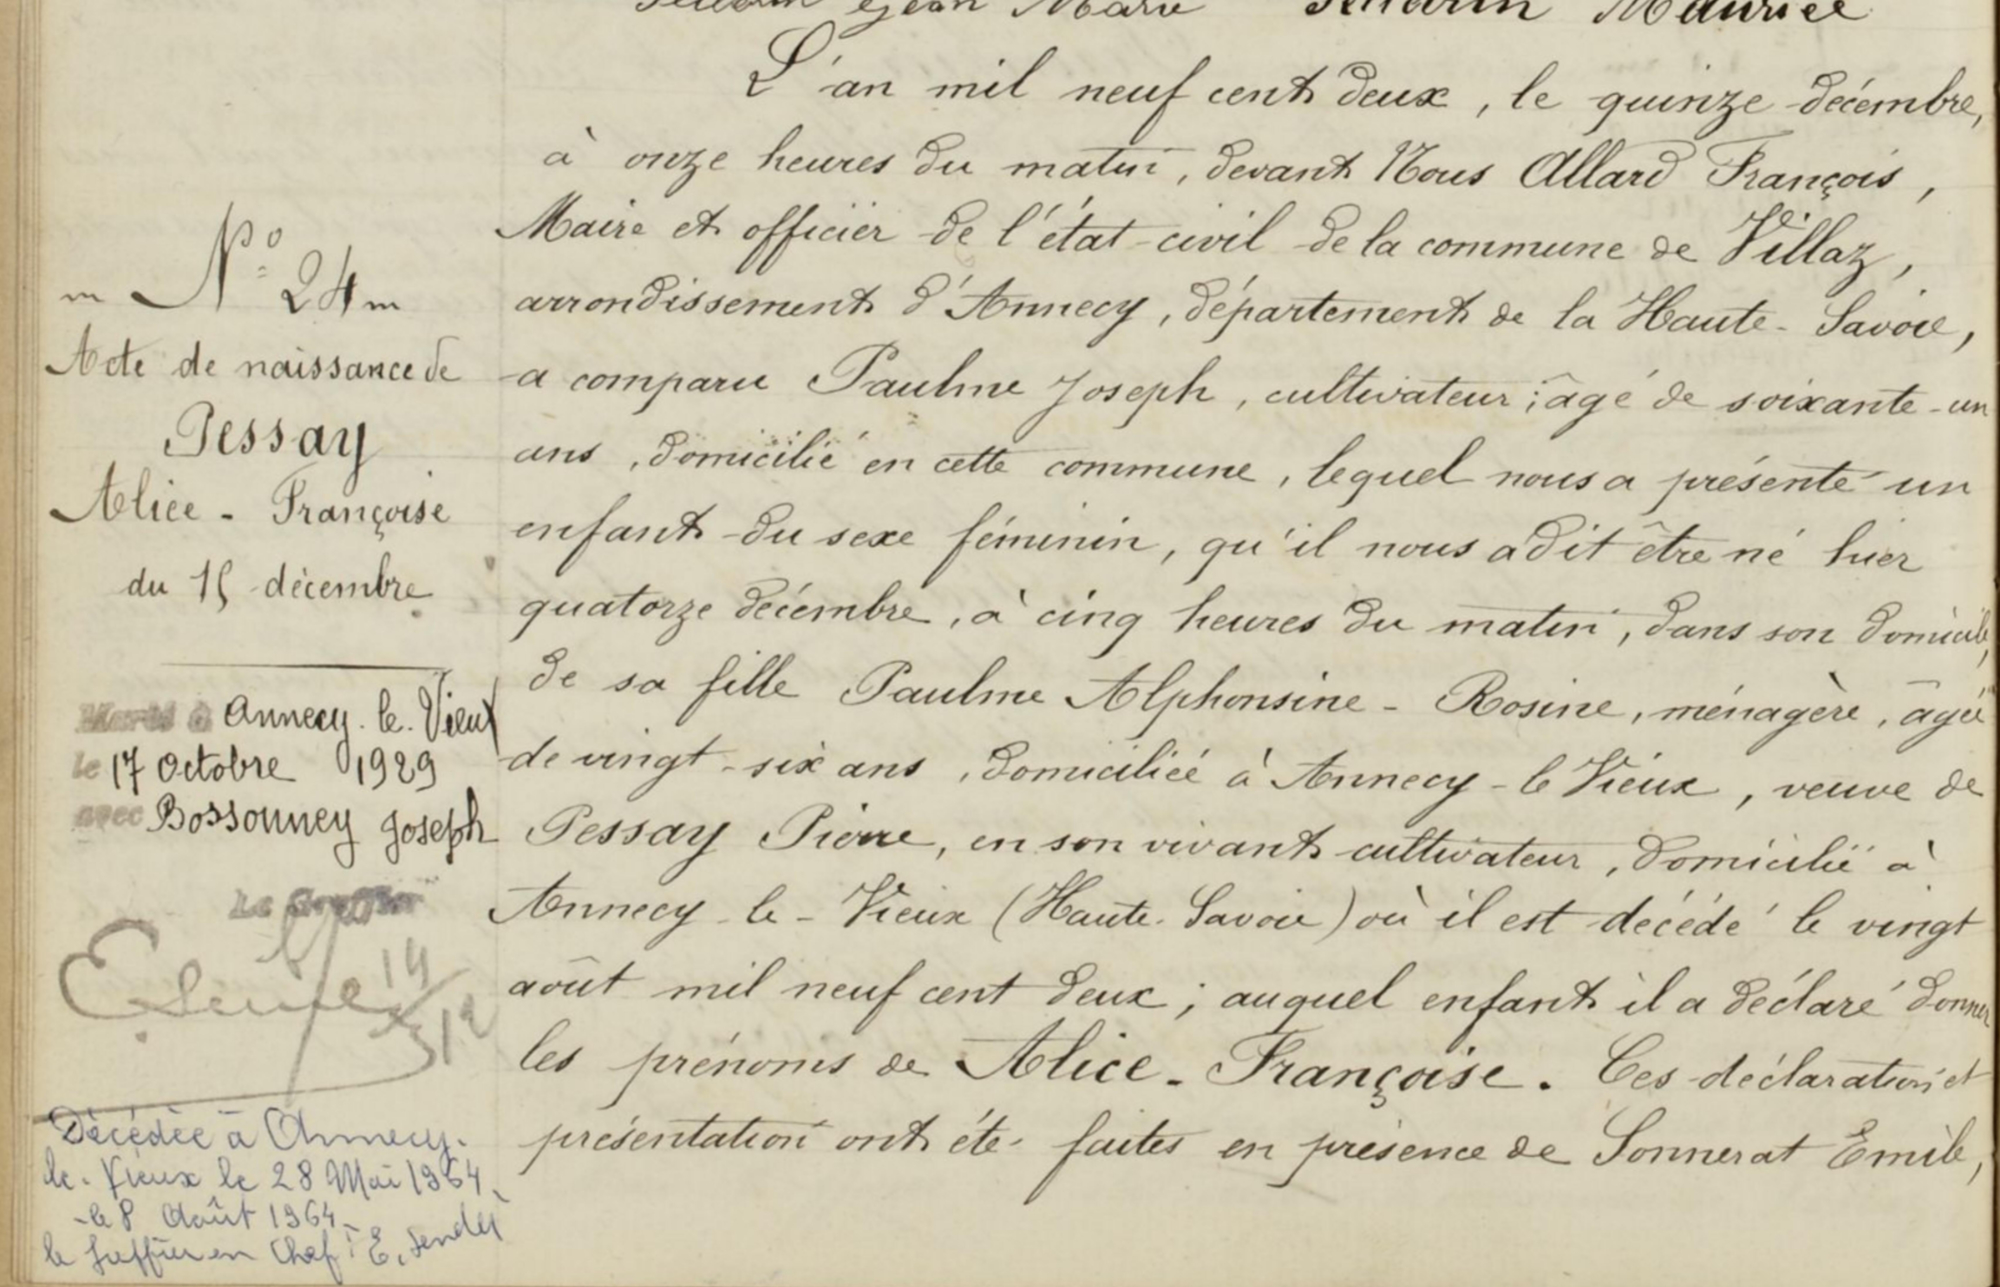 Jean Marie Maurice
L'an mil neuf cent deux, le quinze décembre,
à onze heures du matin, devant Nous Allard François,
Maire et officier de l'état-civil de la commune de Villaz,
arrondissement d'Annecy, département de la Haute-Savoie,
a comparu Paulme Joseph, cultivateur, âgé de soixante-un
ans, domicilié en cette commune, lequel nous a présenté un
enfant du sexe féminin, qu'il nous a dit être né hier
quatorze décembre, à cinq heures du matin, dans son domicile,
de sa fille Paulme Alphonsine-Rosine, ménagère, âgée
de vingt-six ans, domiciliée à Annecy-le Vieux, veuve de
Pessay Pierre, en son vivant cultivateur, domicilié à
Annecy-le-Vieux (Haute-Savoie) où il est décédé le vingt
août mil neuf cent deux; auquel enfant il a déclaré donner
les prénoms de Alice-Françoise. Ces déclaration et
présentation ont été faites en présence de Sonnerat Emile,
N° 24
Acte de naissance de
Pessay
Alice-Françoise
du 15 décembre
Marié à Annecy-le-Vieux
le 17 Octobre 1929
avec Bossonney Joseph
Le Greffier
Décédée à Annecy-
le-Vieux le 28 Mai 1964
le 8 Août 1964
le Greffier en Chef: E.